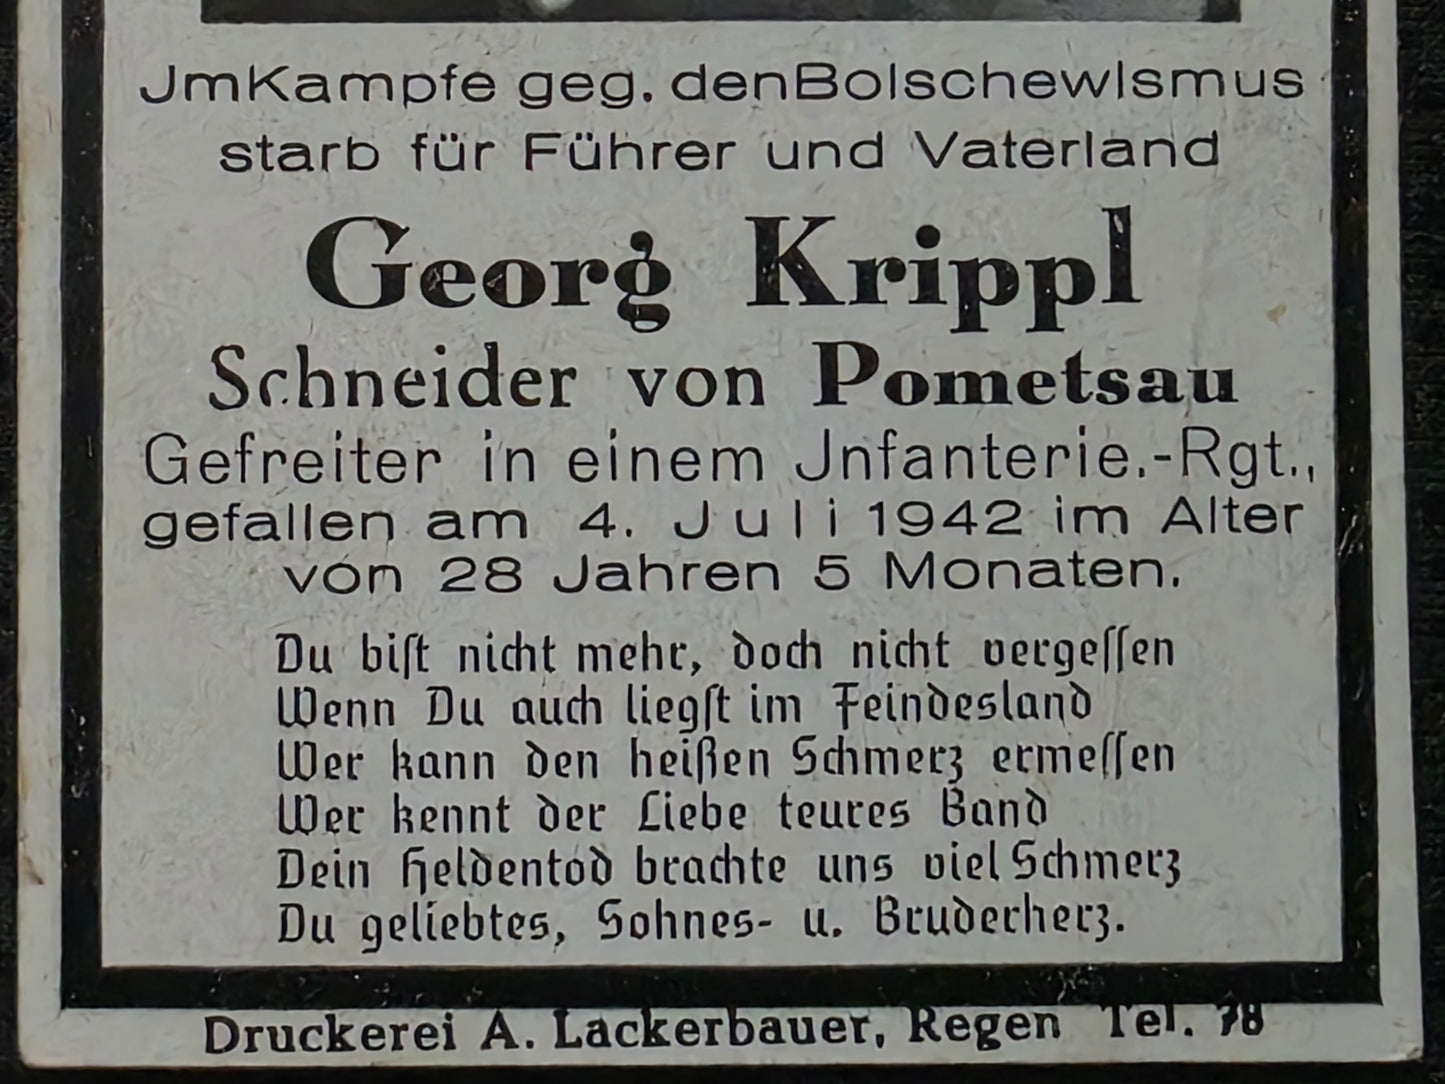 JmKampfe geg. denBolschewIsmus
starb für Führer und Vaterland
Georg Krippl
Schneider von Pometsau
Gefreiter in einem Jnfanterie.-Rgt.,
gefallen am 4. Juli 1942 im Alter
von 28 Jahren 5 Monaten.
Du biſt nicht mehr, doch nicht vergeſſen
Wenn Du auch liegſt im Feindesland
Wer kann den heißen Schmerz ermeſſen
Wer kennt der Liebe teures Band
Dein Heldentod brachte uns viel Schmerz
Du geliebtes, Sohnes- u. Bruderherz.
Druckerei A. Lackerbauer, Regen Tel. 78